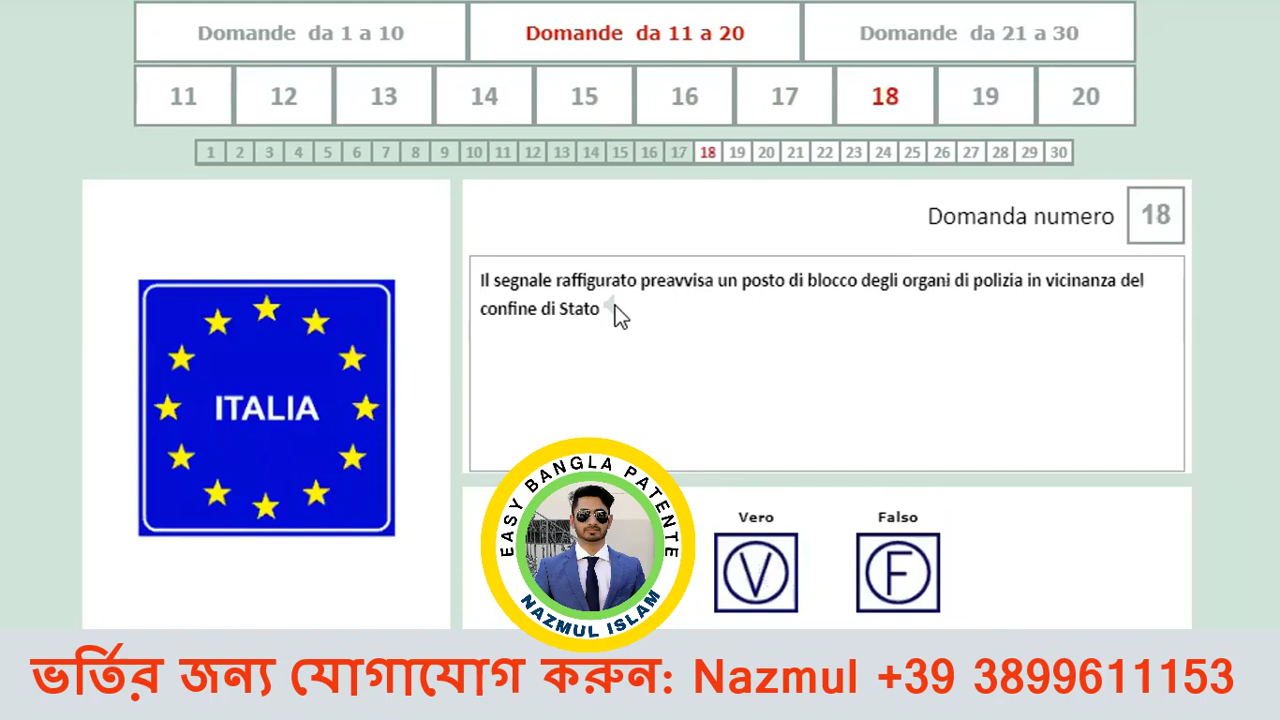 Domande da 1 a 10
Domande da 11 a 20
Domande da 21 a 30
11 12 13 14 15 16 17 18 19 20
1 2 3 4 5 6 7 8 9 10 11 12 13 14 15 16 17 18 19 20 21 22 23 24 25 26 27 28 29 30
Domanda numero 18
Il segnale raffigurato preavvisa un posto di blocco degli organi di polizia in vicinanza del
confine di Stato
ITALIA
EASY BANGLA PATENTE
NAZMUL ISLAM
Vero Falso
V F
ভর্তির জন্য যোগাযোগ করুন: Nazmul +39 3899611153